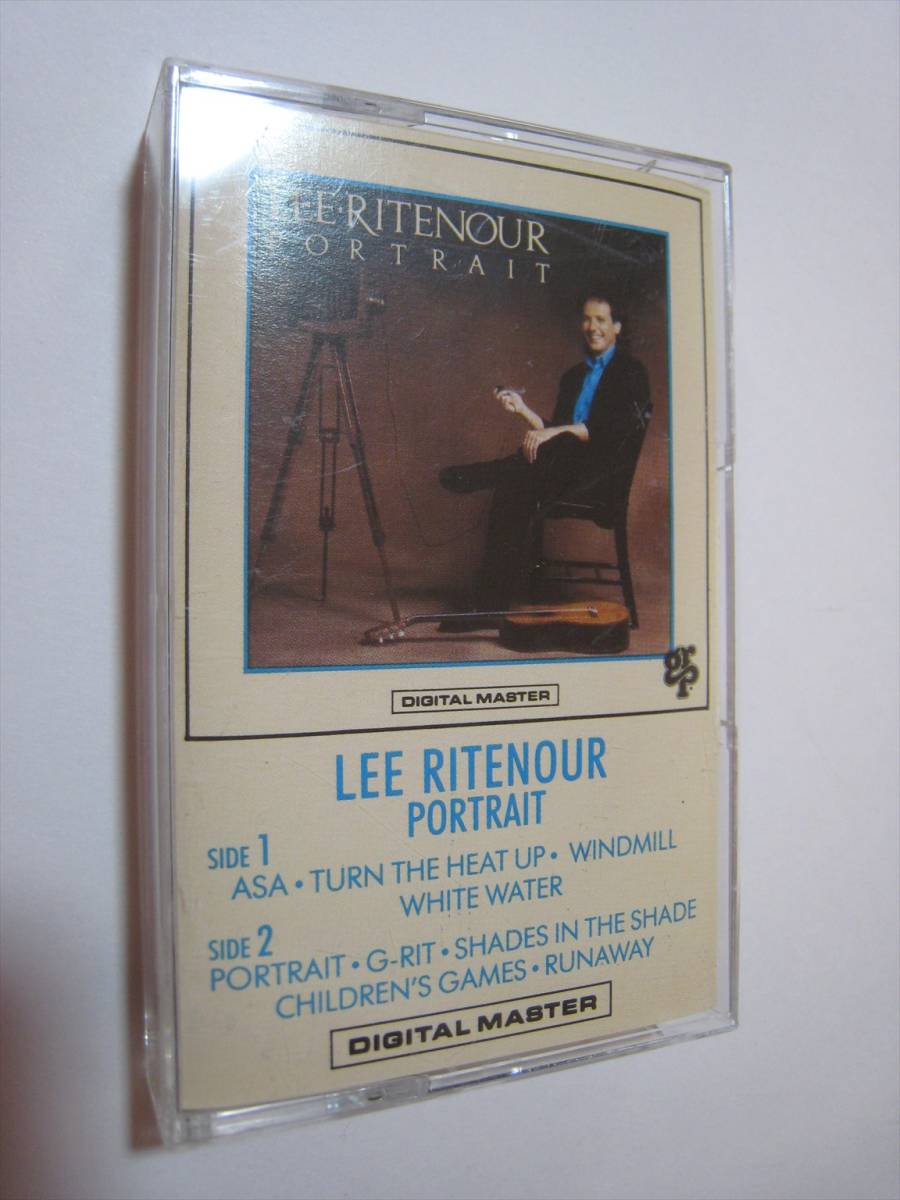 LEE·RITENOUR
PORTRAIT
DIGITAL MASTER
grp.
LEE RITENOUR
PORTRAIT
SIDE 1
ASA • TURN THE HEAT UP • WINDMILL
WHITE WATER
SIDE 2
PORTRAIT • G-RIT • SHADES IN THE SHADE
CHILDREN'S GAMES • RUNAWAY
DIGITAL MASTER